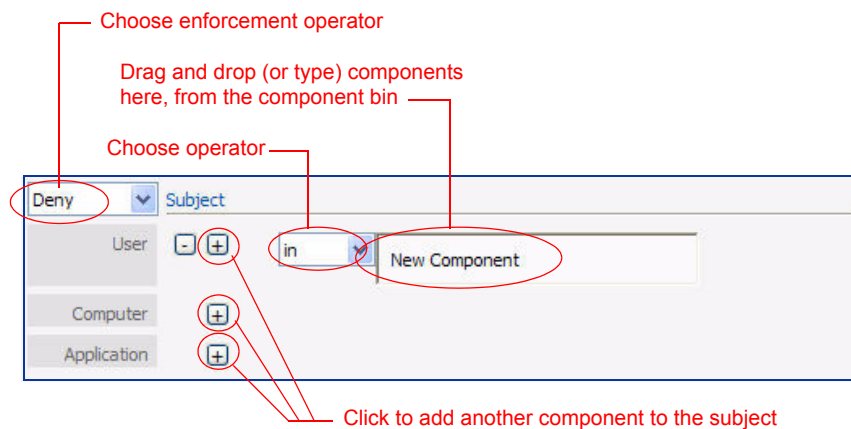 Choose enforcement operator
Drag and drop (or type) components
here, from the component bin
Choose operator
Deny Subject
User - + in New Component
Computer +
Application +
Click to add another component to the subject